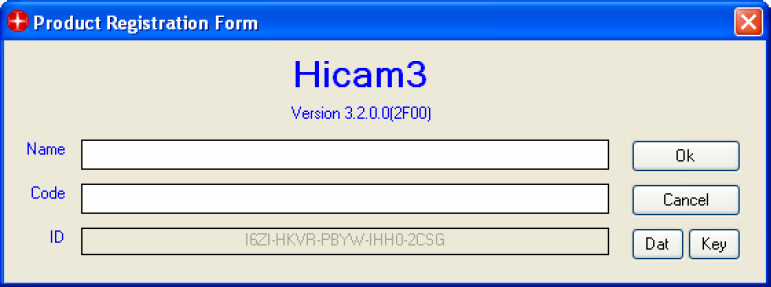 Product Registration Form
Hicam3
Version 3.2.0.0(2F00)
Name
Ok
Code
Cancel
ID I6ZI-HKVR-PBYW-IHH0-2CSG
Dat Key